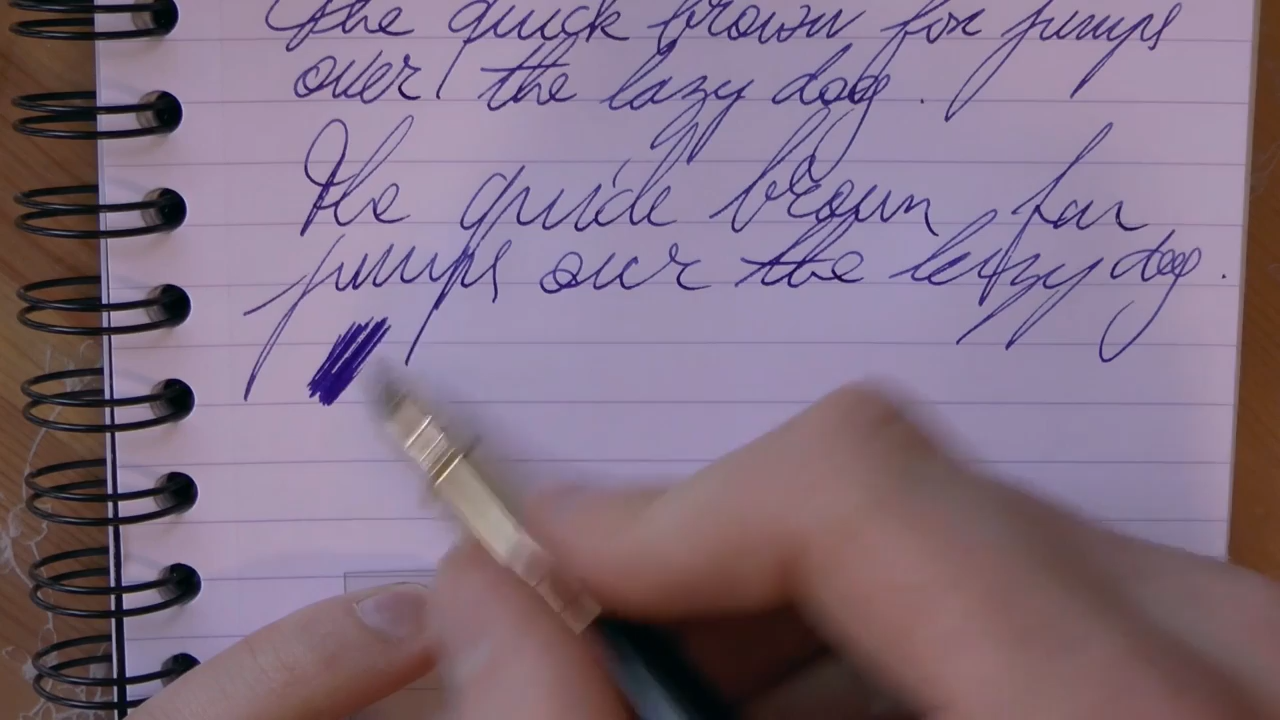 The quick brown fox jumps
over the lazy dog.
The quick brown fox
jumps over the lazy dog.